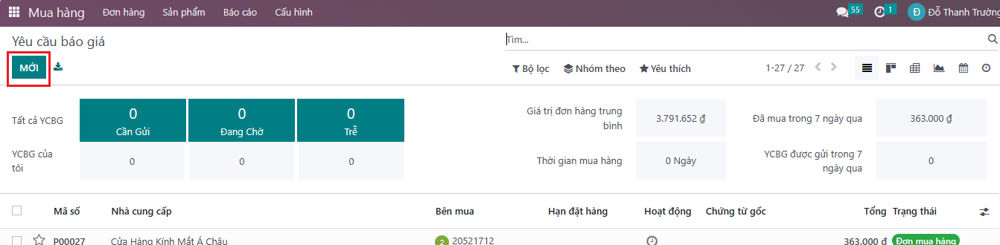 Mua hàng Đơn hàng Sản phẩm Báo cáo Cấu hình 55 1 Đ Đỗ Thanh Trường
Yêu cầu báo giá Tìm...
MỚI Bộ lọc Nhóm theo Yêu thích 1-27 / 27
Tất cả YCBG 0 Cần Gửi 0 Đang Chờ 0 Trễ
YCBG của tôi 0 0 0
Giá trị đơn hàng trung bình 3.791.652 ₫ Đã mua trong 7 ngày qua 363.000 ₫
Thời gian mua hàng 0 Ngày YCBG được gửi trong 7 ngày qua 0
Mã số Nhà cung cấp Bên mua Hạn đặt hàng Hoạt động Chứng từ gốc Tổng Trạng thái
P00027 Cửa Hàng Kính Mắt Á Châu 2 20521712 363.000 ₫ Đơn mua hàng